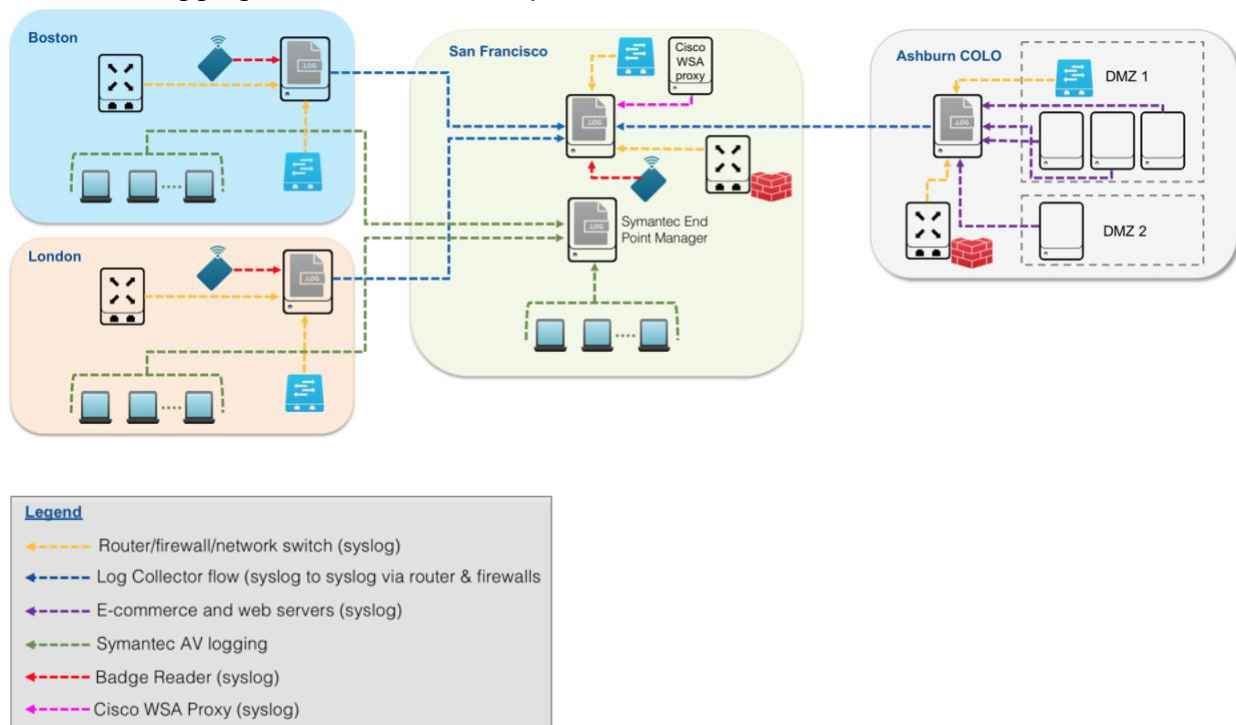 Boston
San Francisco
Cisco
WSA
proxy
Ashburn COLO
DMZ 1
LOG
LOG
LOG
Symantec End
Point Manager
LOG
DMZ 2
London
LOG
Legend
Router/firewall/network switch (syslog)
Log Collector flow (syslog to syslog via router & firewalls
E-commerce and web servers (syslog)
Symantec AV logging
Badge Reader (syslog)
Cisco WSA Proxy (syslog)